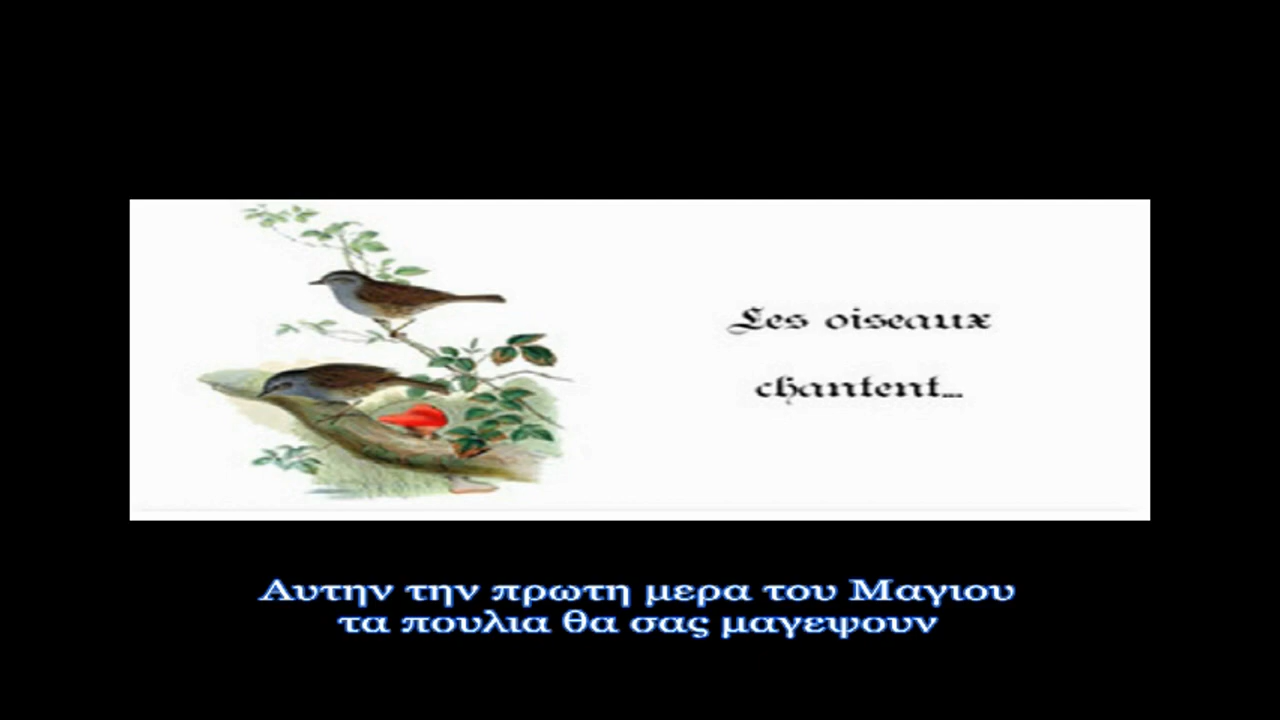 Les oiseaux
chantent...
Αυτην την πρωτη μερα του Μαγιου
τα πουλια θα σας μαγεψουν